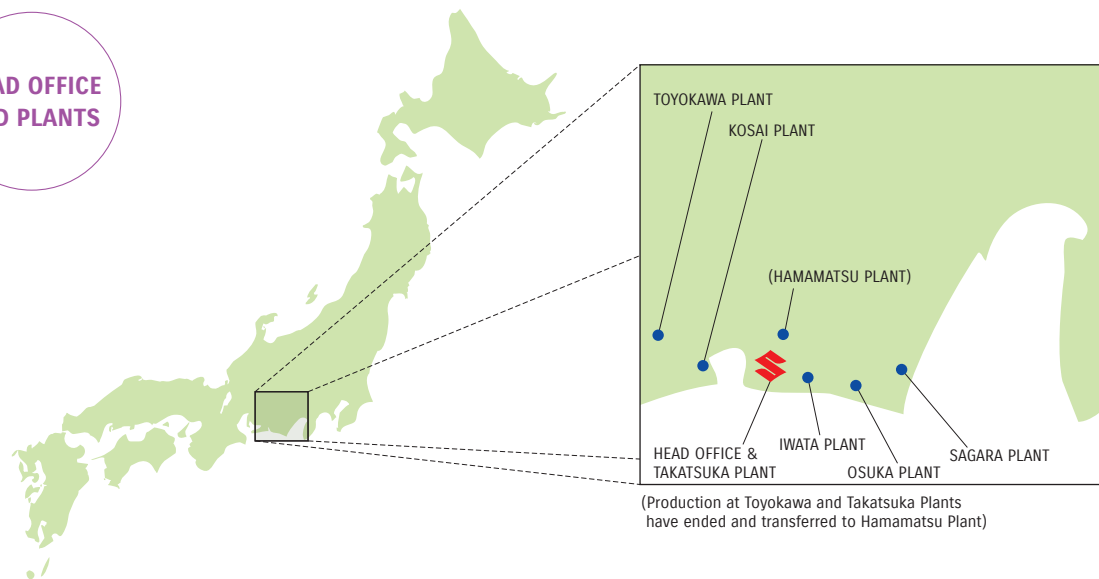 AD OFFICE
D PLANTS
TOYOKAWA PLANT
KOSAI PLANT
(HAMAMATSU PLANT)
HEAD OFFICE &
TAKATSUKA PLANT
IWATA PLANT
OSUKA PLANT
SAGARA PLANT
(Production at Toyokawa and Takatsuka Plants
have ended and transferred to Hamamatsu Plant)